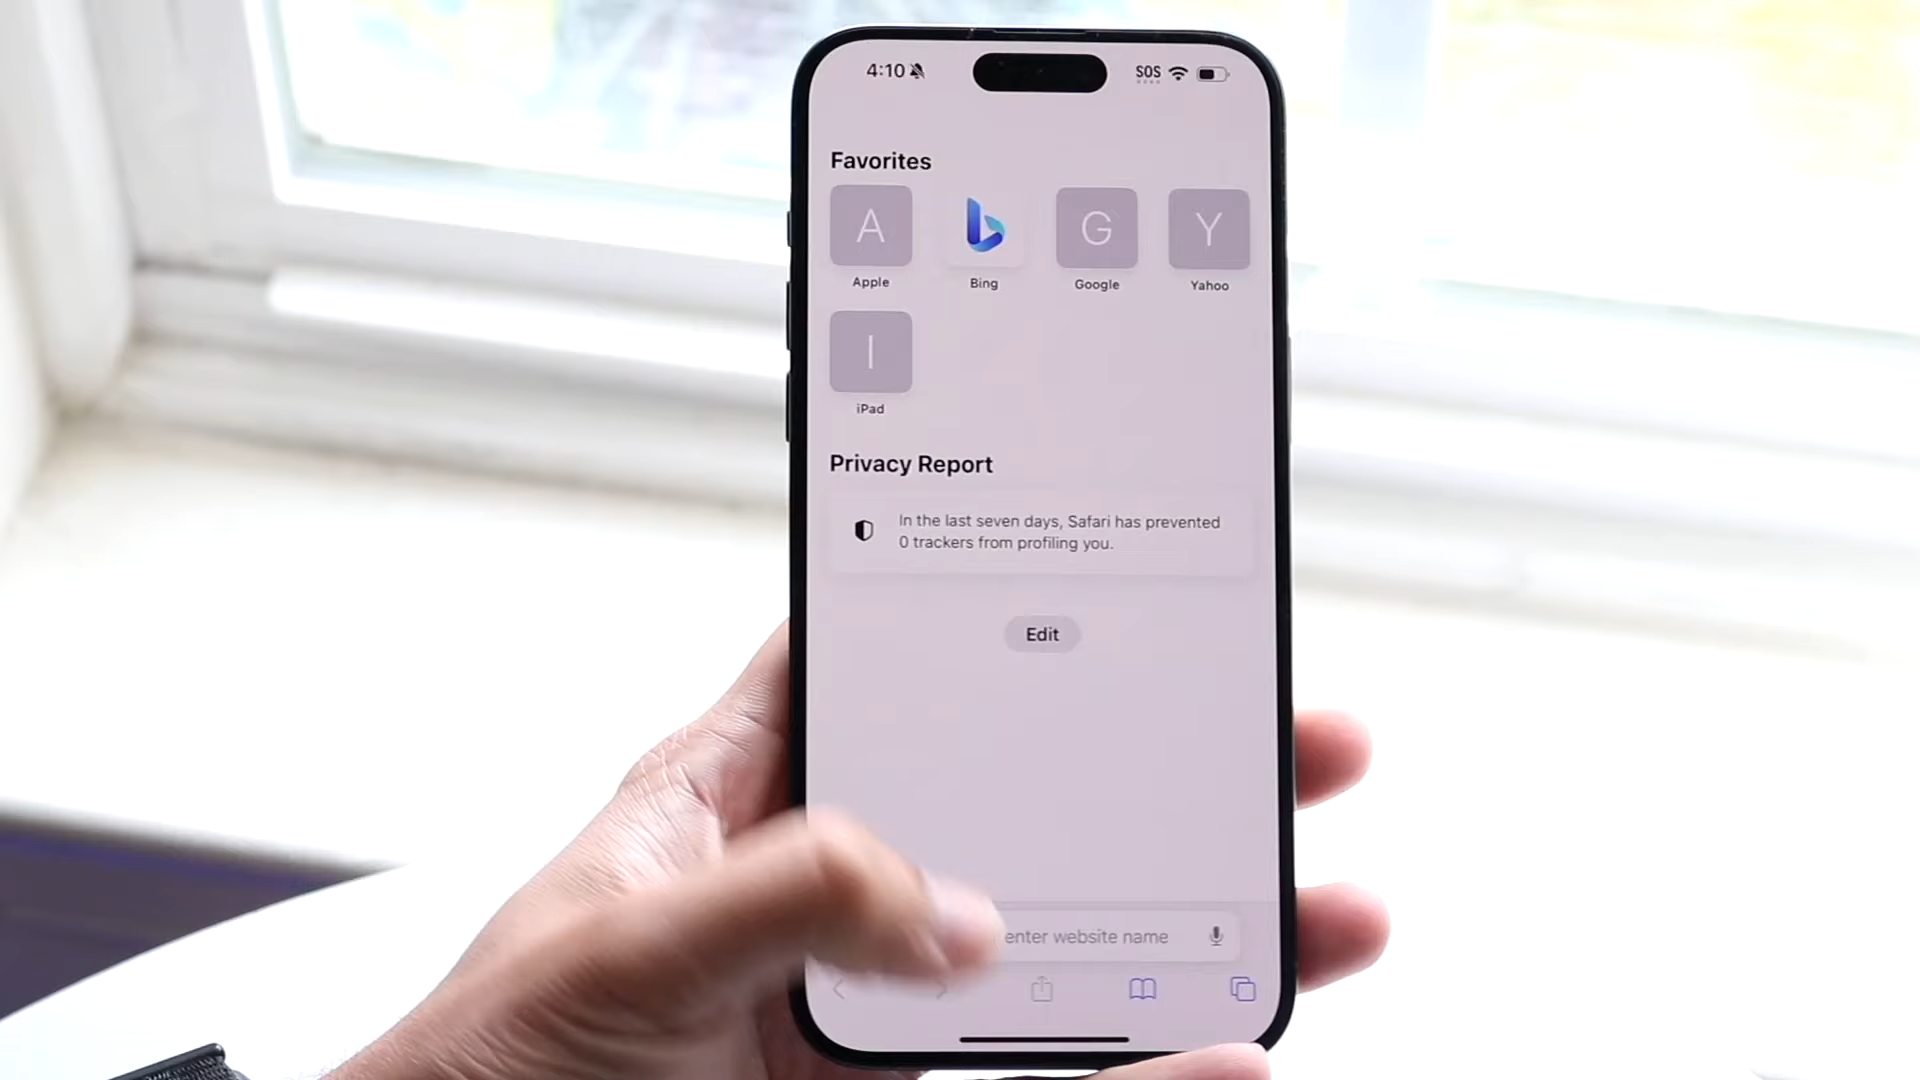 4:10
SOS
Favorites
A
G
Y
Apple
Bing
Google
Yahoo
I
iPad
Privacy Report
In the last seven days, Safari has prevented
0 trackers from profiling you.
Edit
enter website name